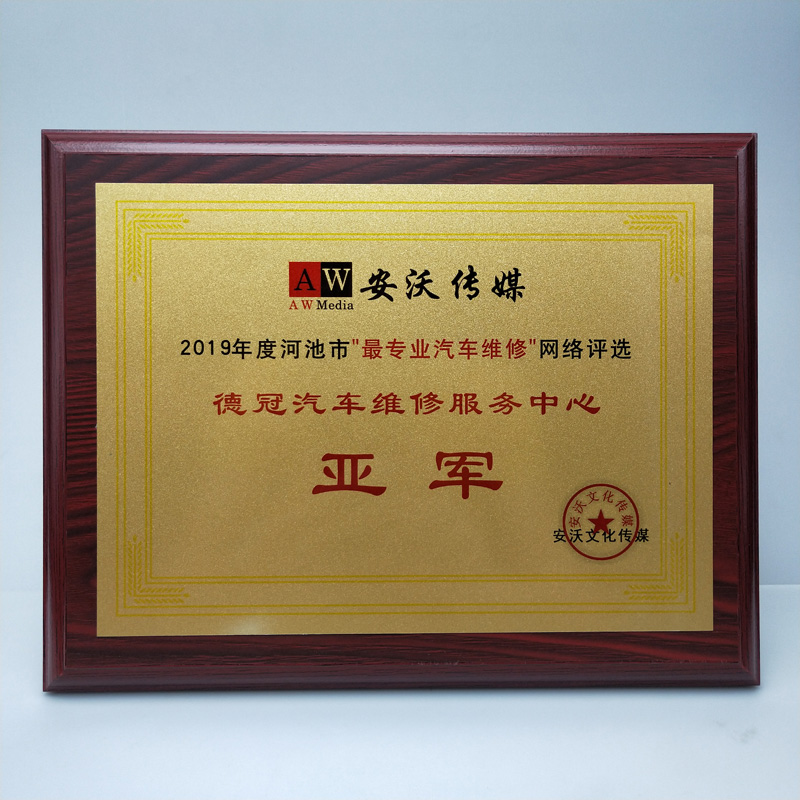 AW 安沃传媒
AW Media
2019年度河池市"最专业汽车维修"网络评选
德冠汽车维修服务中心
亚军
安沃文化传媒
安沃文化传媒